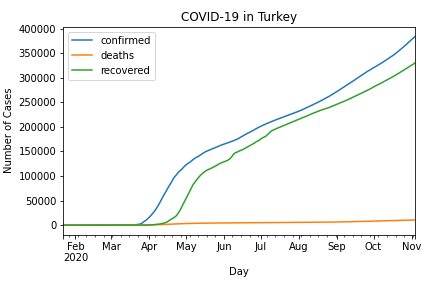 COVID-19 in Turkey
confirmed
deaths
recovered
Number of Cases
400000
350000
300000
250000
200000
150000
100000
50000
0
Feb Mar Apr May Jun Jul Aug Sep Oct Nov
2020
Day